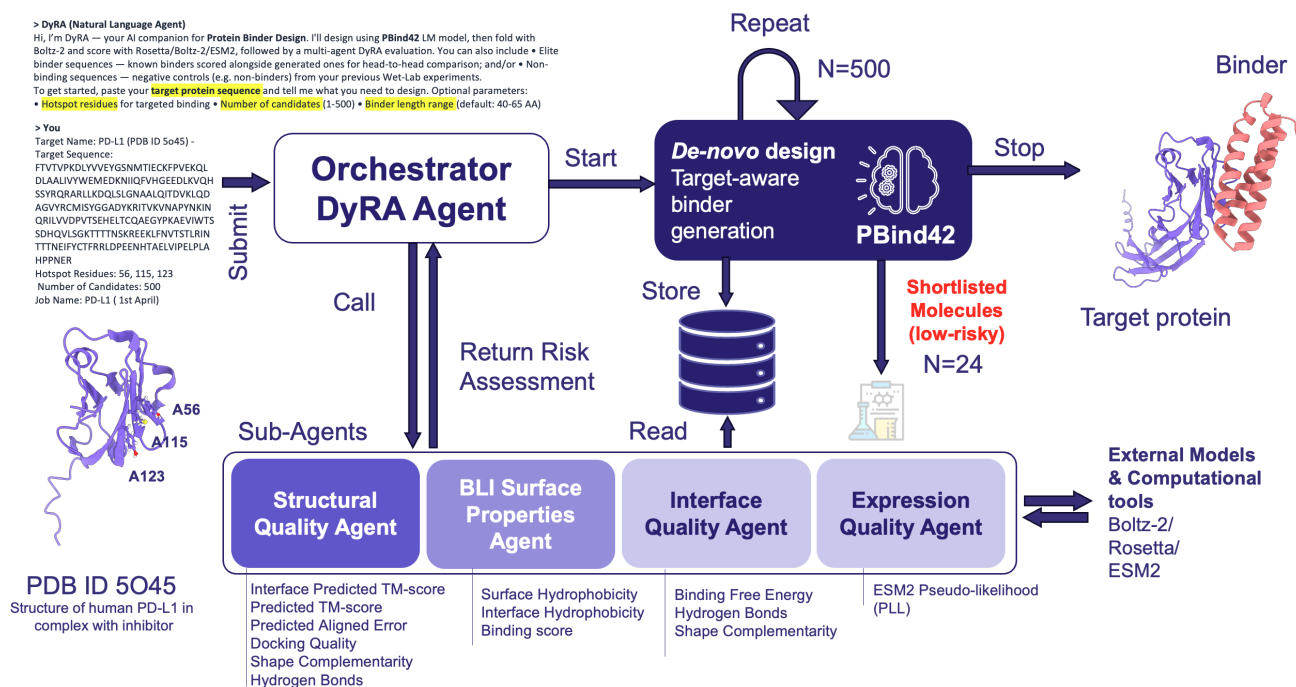 > DyRA (Natural Language Agent)
Hi, I'm DyRA — your AI companion for Protein Binder Design. I'll design using PBind42 LM model, then fold with
Boltz-2 and score with Rosetta/Boltz-2/ESM2, followed by a multi-agent DyRA evaluation. You can also include • Elite
binder sequences — known binders scored alongside generated ones for head-to-head comparison; and/or • Non-
binding sequences — negative controls (e.g. non-binders) from your previous Wet-Lab experiments.
To get started, paste your target protein sequence and tell me what you need to design. Optional parameters:
• Hotspot residues for targeted binding • Number of candidates (1-500) • Binder length range (default: 40-65 AA)
> You
Target Name: PD-L1 (PDB ID 5o45) -
Target Sequence:
FTVTVPKDLYVVEYGSNMTIECKFPVEKQL
DLAALIVYWEMEDKNIIQFVHGEEDLKVQH
SSYRQRARLLKDQLSLGNAALQITDVKLQD
AGVYRCMISYGGADYKRITVKVNAPYNKIN
QRILVVDPVTSEHELTCQAEGYPKAEVIWTS
SDHQVLSGKTTTTNSKREEKLFNVTSTLRIN
TTTNEIFYCTFRRLDPEENHTAELVIPELPLA
HPPNER
Hotspot Residues: 56, 115, 123
Number of Candidates: 500
Job Name: PD-L1 ( 1st April)
Submit
Orchestrator
DyRA Agent
Start
Repeat
N=500
De-novo design
Target-aware
binder
generation
PBind42
Stop
Binder
Target protein
Call
Return Risk
Assessment
Store
Read
Shortlisted
Molecules
(low-risky)
N=24
A56
A115
A123
PDB ID 5O45
Structure of human PD-L1 in
complex with inhibitor
Sub-Agents
Structural
Quality Agent
BLI Surface
Properties
Agent
Interface
Quality Agent
Expression
Quality Agent
Interface Predicted TM-score
Predicted TM-score
Predicted Aligned Error
Docking Quality
Shape Complementarity
Hydrogen Bonds
Surface Hydrophobicity
Interface Hydrophobicity
Binding score
Binding Free Energy
Hydrogen Bonds
Shape Complementarity
ESM2 Pseudo-likelihood
(PLL)
External Models
& Computational
tools
Boltz-2/
Rosetta/
ESM2